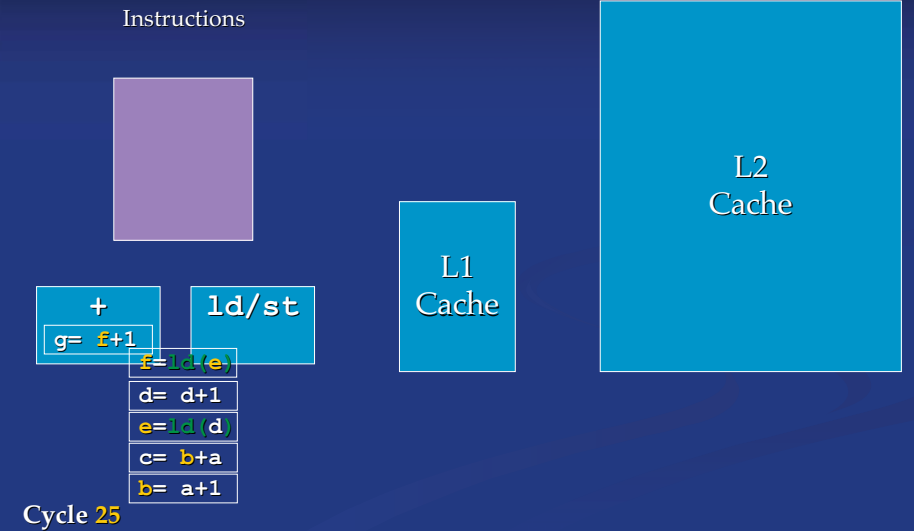 Instructions
L2
Cache
L1
Cache
+
ld/st
g= f+1
f=ld(e)
d= d+1
e=ld(d)
c= b+a
b= a+1
Cycle 25